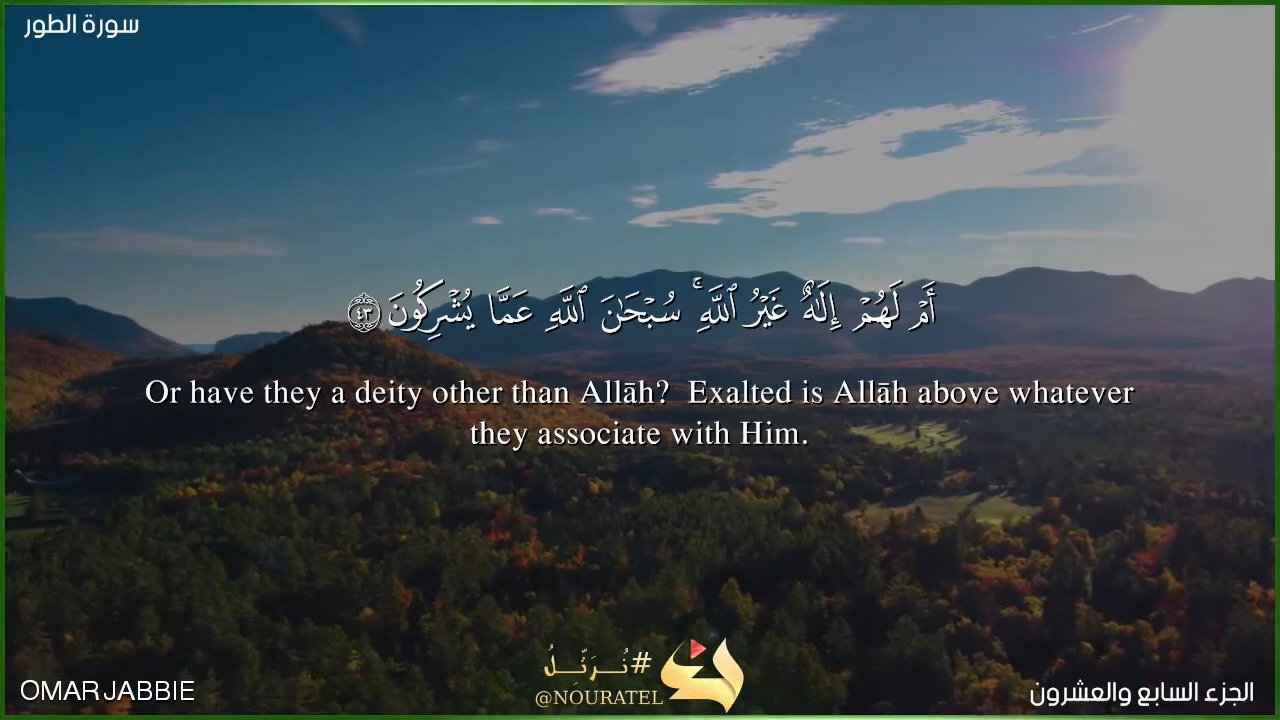 سورة الطور
أَمْ لَهُمْ إِلَٰهٌ غَيْرُ ٱللَّهِ ۚ سُبْحَٰنَ ٱللَّهِ عَمَّا يُشْرِكُونَ ٤٣
Or have they a deity other than Allāh?  Exalted is Allāh above whatever
they associate with Him.
#نُرَتِّلُ
@NOURATEL
OMAR JABBIE
الجزء السابع والعشرون